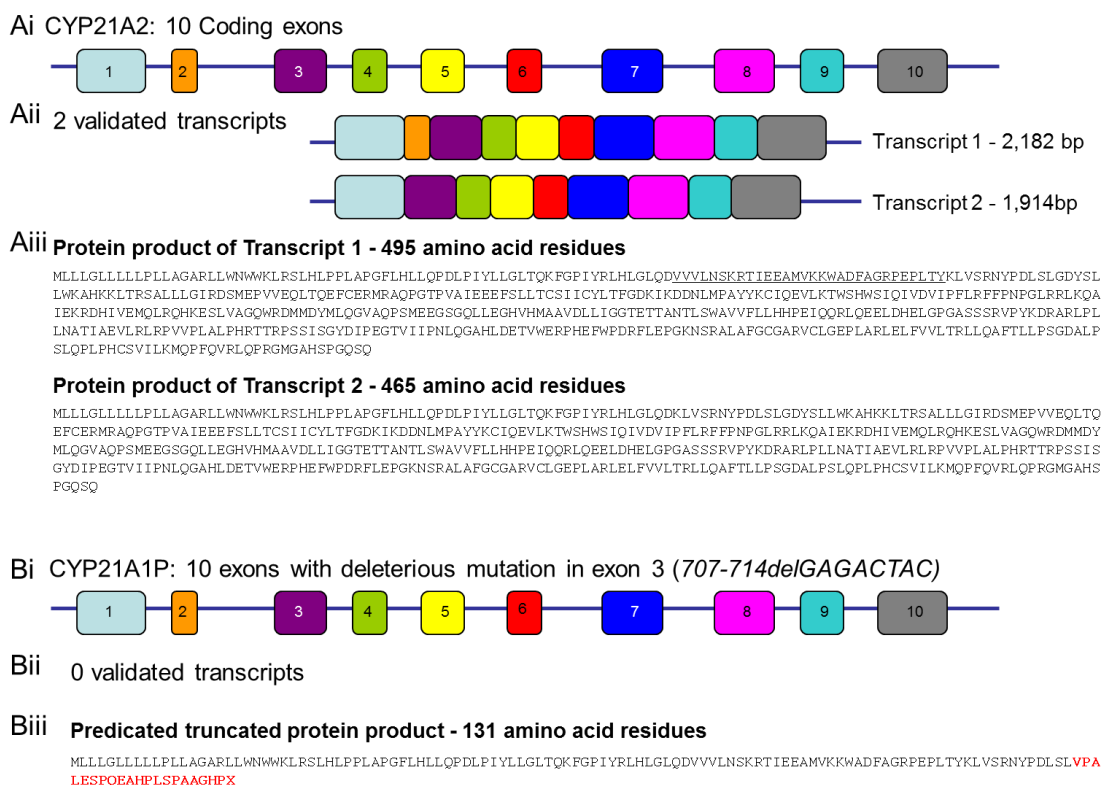 Ai CYP21A2: 10 Coding exons
1 2 3 4 5 6 7 8 9 10
Aii 2 validated transcripts
Transcript 1 - 2,182 bp
Transcript 2 - 1,914bp
Aiii Protein product of Transcript 1 - 495 amino acid residues
MLLLGLLLLLPLLAGARLLWNWWKLRSLHLPPLAPGFLHLLQPDLPIYLLGLTQKFGPIYRLHLGLQDVVVLNSKRTIEEAMVKKWADFAGRPEPLTYKLVSRNYPDLSLGDYSL
LWKAHKKLTRSALLLGIRDSMEPVVEQLTQEFCERMRAQPGTPVAIEEEFSLLTCSIICYLTFGDKIKDDNLMPAYYKCIQEVLKTWSHWSIQIVDVIPFLRFFPNPGLRRLKQA
IEKRDHIVEMQLRQHKESLVAGQWRDMMDYMLQGVAQPSMEEGSGQLLEGHVHMAAVDLLIGGTETTANTLSWAVVFLLHHPEIQQRLQEELDHELGPGASSSRVPYKDRARLPL
LNATIAEVLRLRPVVPLALPHRTTRPSSISGYDIPEGTVIIPNLQGAHLDETVWERPHEFWPDRFLEPGKNSRALAFGCGARVCLGEPLARLELFVVLTRLLQAFTLLPSGDALP
SLQPLPHCSVILKMQPFQVRLQPRGMGAHSPGQSQ
Protein product of Transcript 2 - 465 amino acid residues
MLLLGLLLLLPLLAGARLLWNWWKLRSLHLPPLAPGFLHLLQPDLPIYLLGLTQKFGPIYRLHLGLQDKLVSRNYPDLSLGDYSLLWKAHKKLTRSALLLGIRDSMEPVVEQLTQ
EFCERMRAQPGTPVAIEEEFSLLTCSIICYLTFGDKIKDDNLMPAYYKCIQEVLKTWSHWSIQIVDVIPFLRFFPNPGLRRLKQAIEKRDHIVEMQLRQHKESLVAGQWRDMMDY
MLQGVAQPSMEEGSGQLLEGHVHMAAVDLLIGGTETTANTLSWAVVFLLHHPEIQQRLQEELDHELGPGASSSRVPYKDRARLPLLNATIAEVLRLRPVVPLALPHRTTRPSSIS
GYDIPEGTVIIPNLQGAHLDETVWERPHEFWPDRFLEPGKNSRALAFGCGARVCLGEPLARLELFVVLTRLLQAFTLLPSGDALPSLQPLPHCSVILKMQPFQVRLQPRGMGAHS
PGQSQ
Bi CYP21A1P: 10 exons with deleterious mutation in exon 3 (707-714delGAGACTAC)
1 2 3 4 5 6 7 8 9 10
Bii 0 validated transcripts
Biii Predicated truncated protein product - 131 amino acid residues
MLLLGLLLLLPLLAGARLLWNWWKLRSLHLPPLAPGFLHLLQPDLPIYLLGLTQKFGPIYRLHLGLQDVVVLNSKRTIEEAMVKKWADFAGRPEPLTYKLVSRNYPDLSLVPA
LESPOEAHPLSPAAGHPX